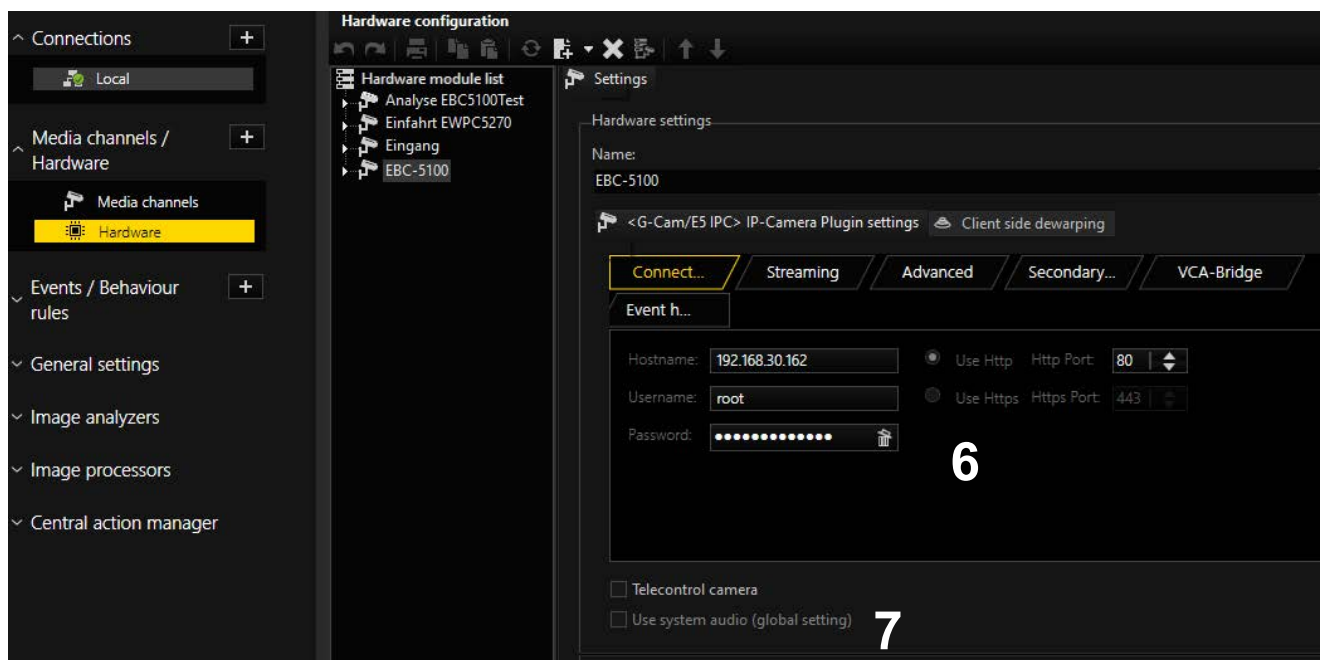 Connections
Local
Media channels /
Hardware
Media channels
Hardware
Events / Behaviour
rules
General settings
Image analyzers
Image processors
Central action manager
Hardware configuration
Hardware module list
Analyse EBC5100Test
Einfahrt EWPC5270
Eingang
EBC-5100
Settings
Hardware settings
Name:
EBC-5100
<G-Cam/E5 IPC> IP-Camera Plugin settings Client side dewarping
Connect... Streaming Advanced Secondary... VCA-Bridge
Event h...
Hostname: 192.168.30.162 Use Http Http Port: 80
Username: root Use Https Https Port: 443
Password: •••••••••••••
6
Telecontrol camera
Use system audio (global setting)
7